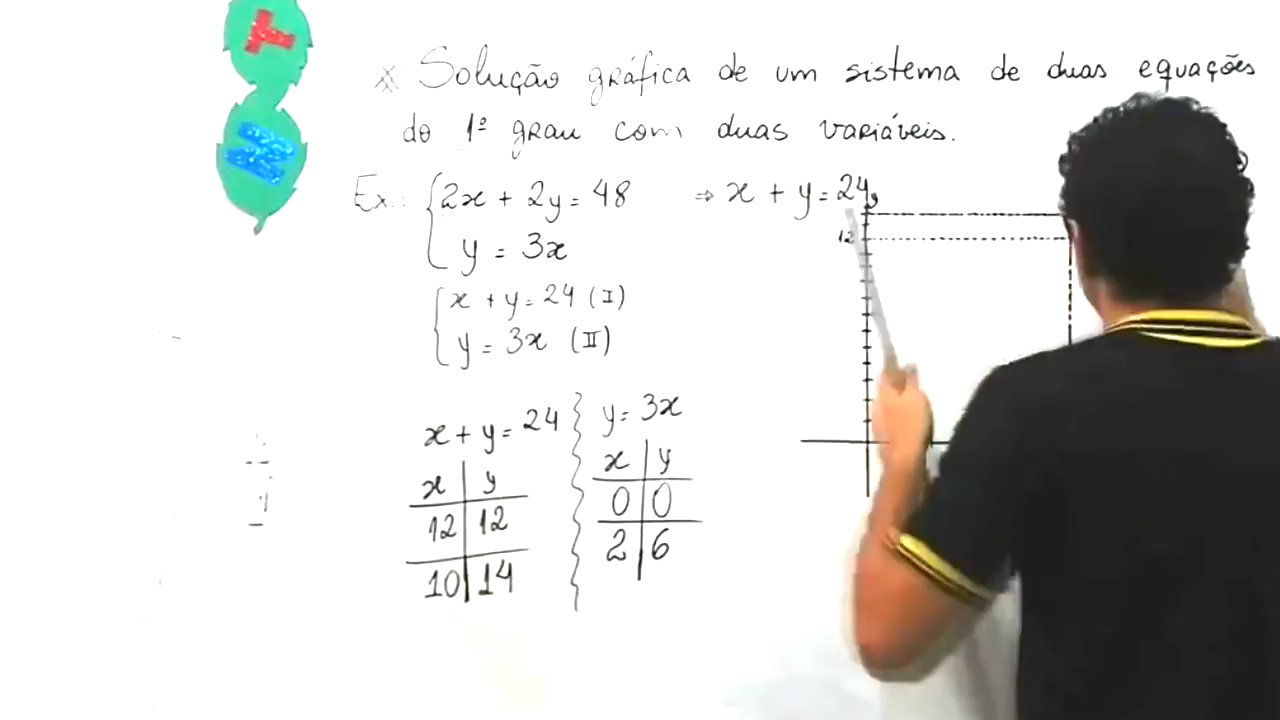 T
M
* Solução gráfica de um sistema de duas equações
do 1º grau com duas variáveis.
Ex.: { 2x + 2y = 48 ⇒ x + y = 24
y = 3x
{ x + y = 24 (I)
y = 3x (II)
x + y = 24
x | y
12 | 12
10 | 14
y = 3x
x | y
0 | 0
2 | 6
y
12